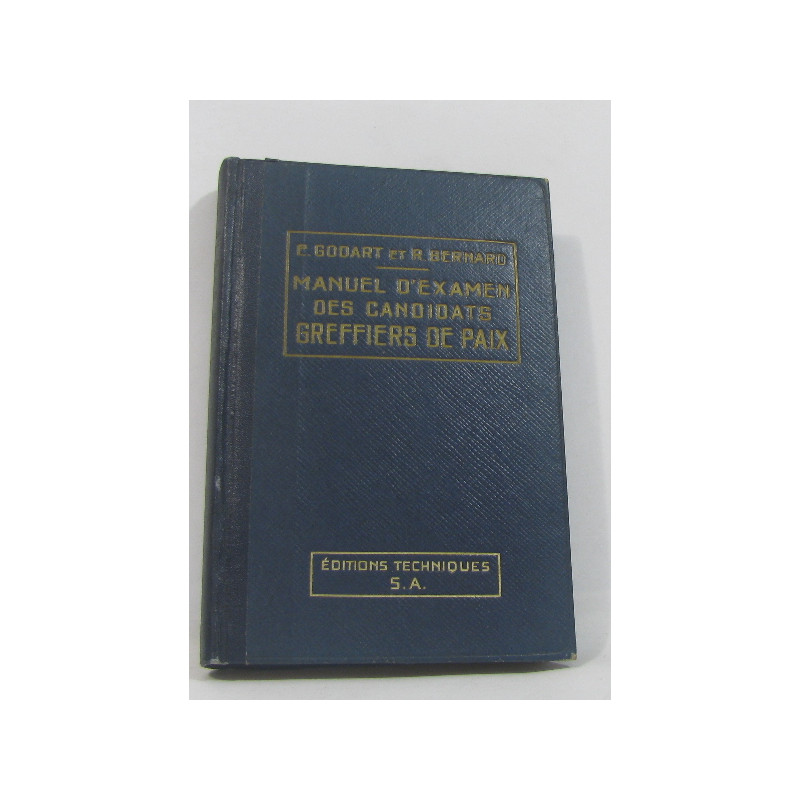 C. GODART ET R. BERNARD
MANUEL D'EXAMEN
DES CANDIDATS
GREFFIERS DE PAIX
ÉDITIONS TECHNIQUES
S.A.